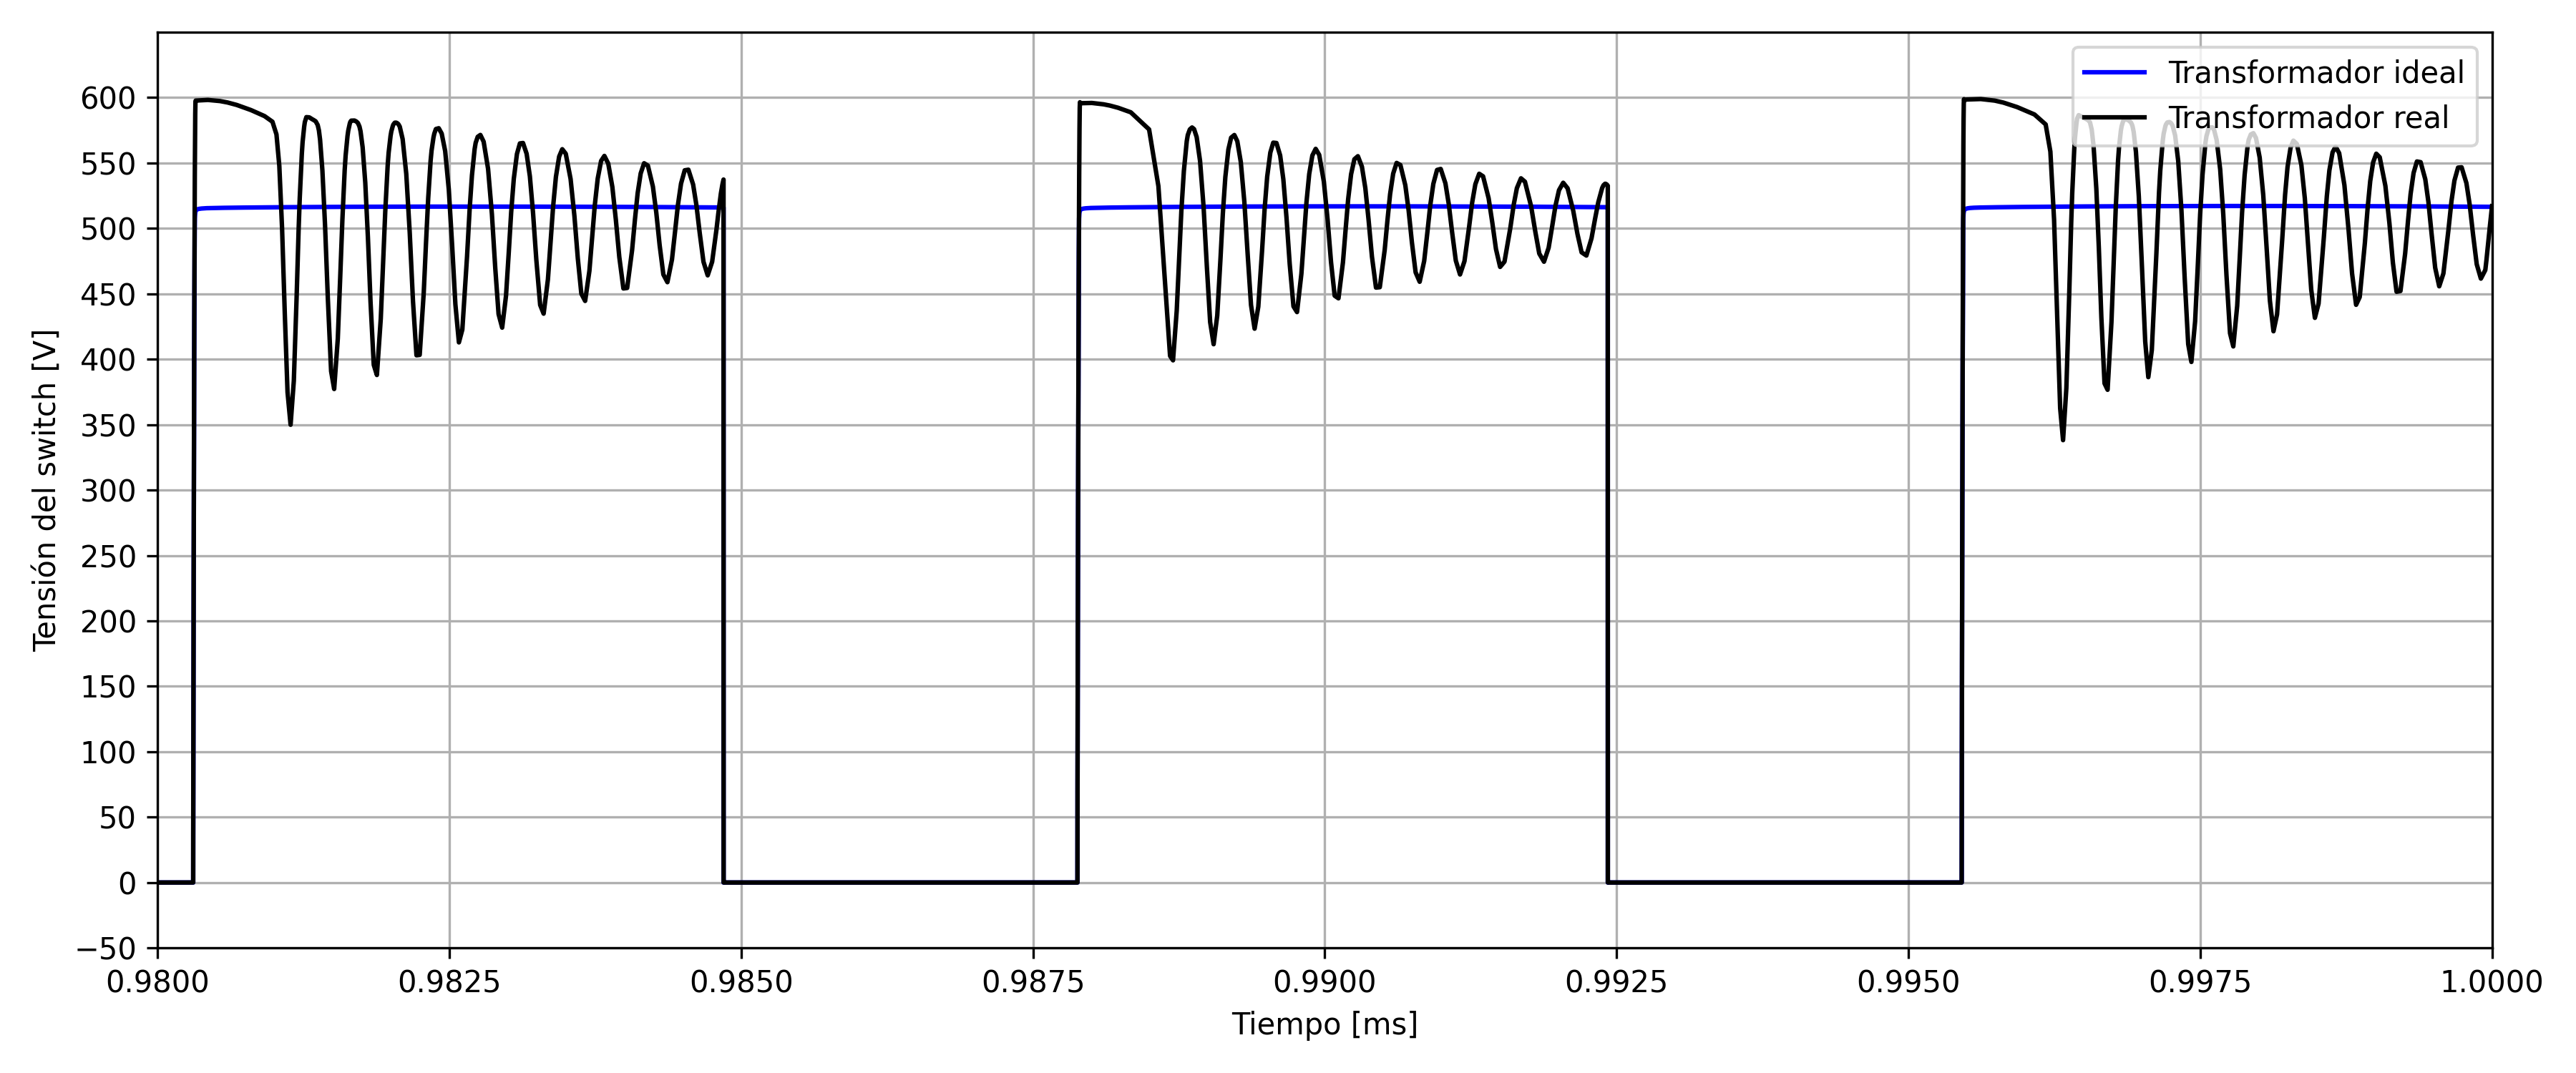 Transformador ideal
Transformador real
Tensión del switch [V]
600
550
500
450
400
350
300
250
200
150
100
50
0
−50
0.9800 0.9825 0.9850 0.9875 0.9900 0.9925 0.9950 0.9975 1.0000
Tiempo [ms]